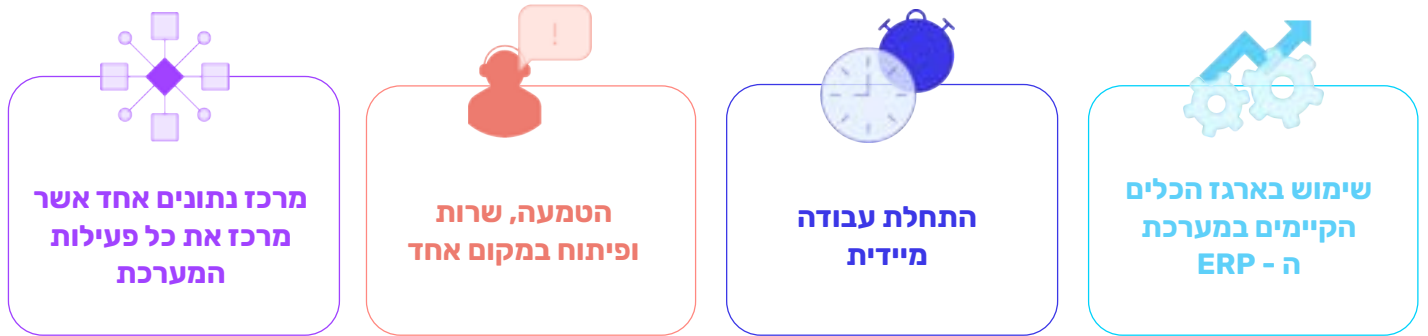 שימוש בארגז הכלים
הקיימים במערכת
ה - ERP
התחלת עבודה
מיידית
הטמעה, שרות
ופיתוח במקום אחד
מרכז נתונים אחד אשר
מרכז את כל פעילות
המערכת
!